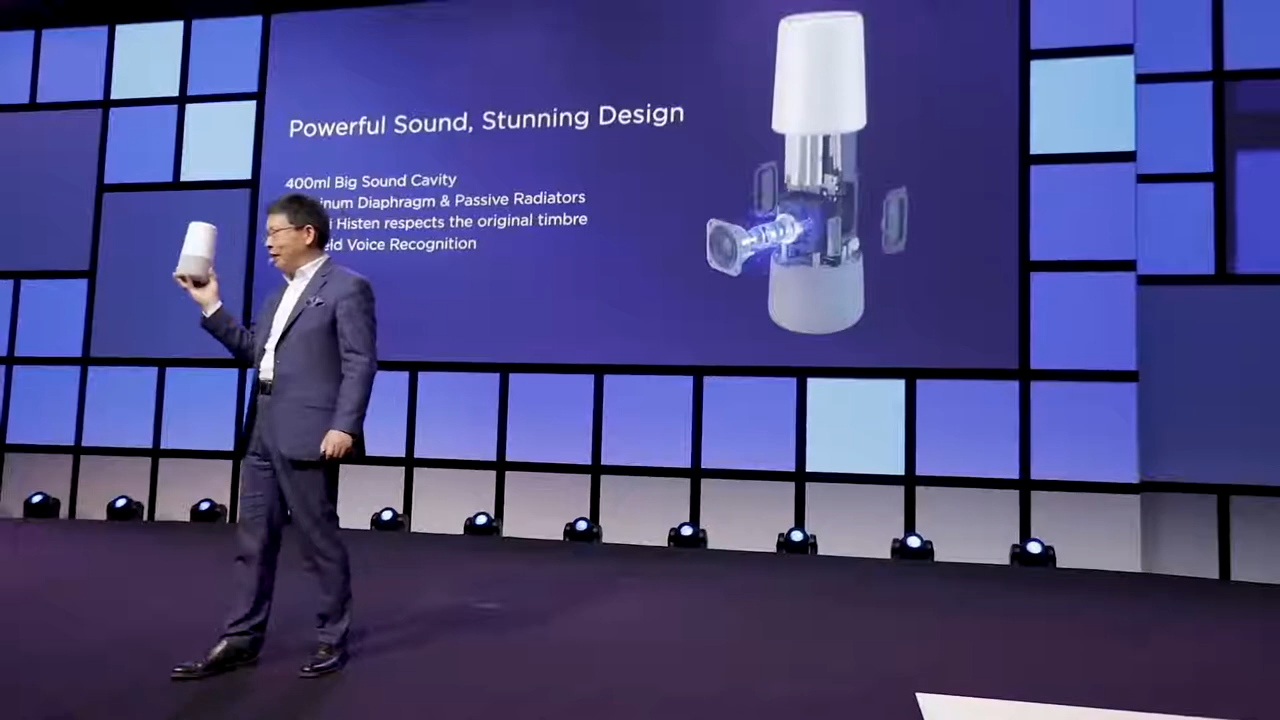 Powerful Sound, Stunning Design
400ml Big Sound Cavity
inum Diaphragm & Passive Radiators
i Histen respects the original timbre
eld Voice Recognition